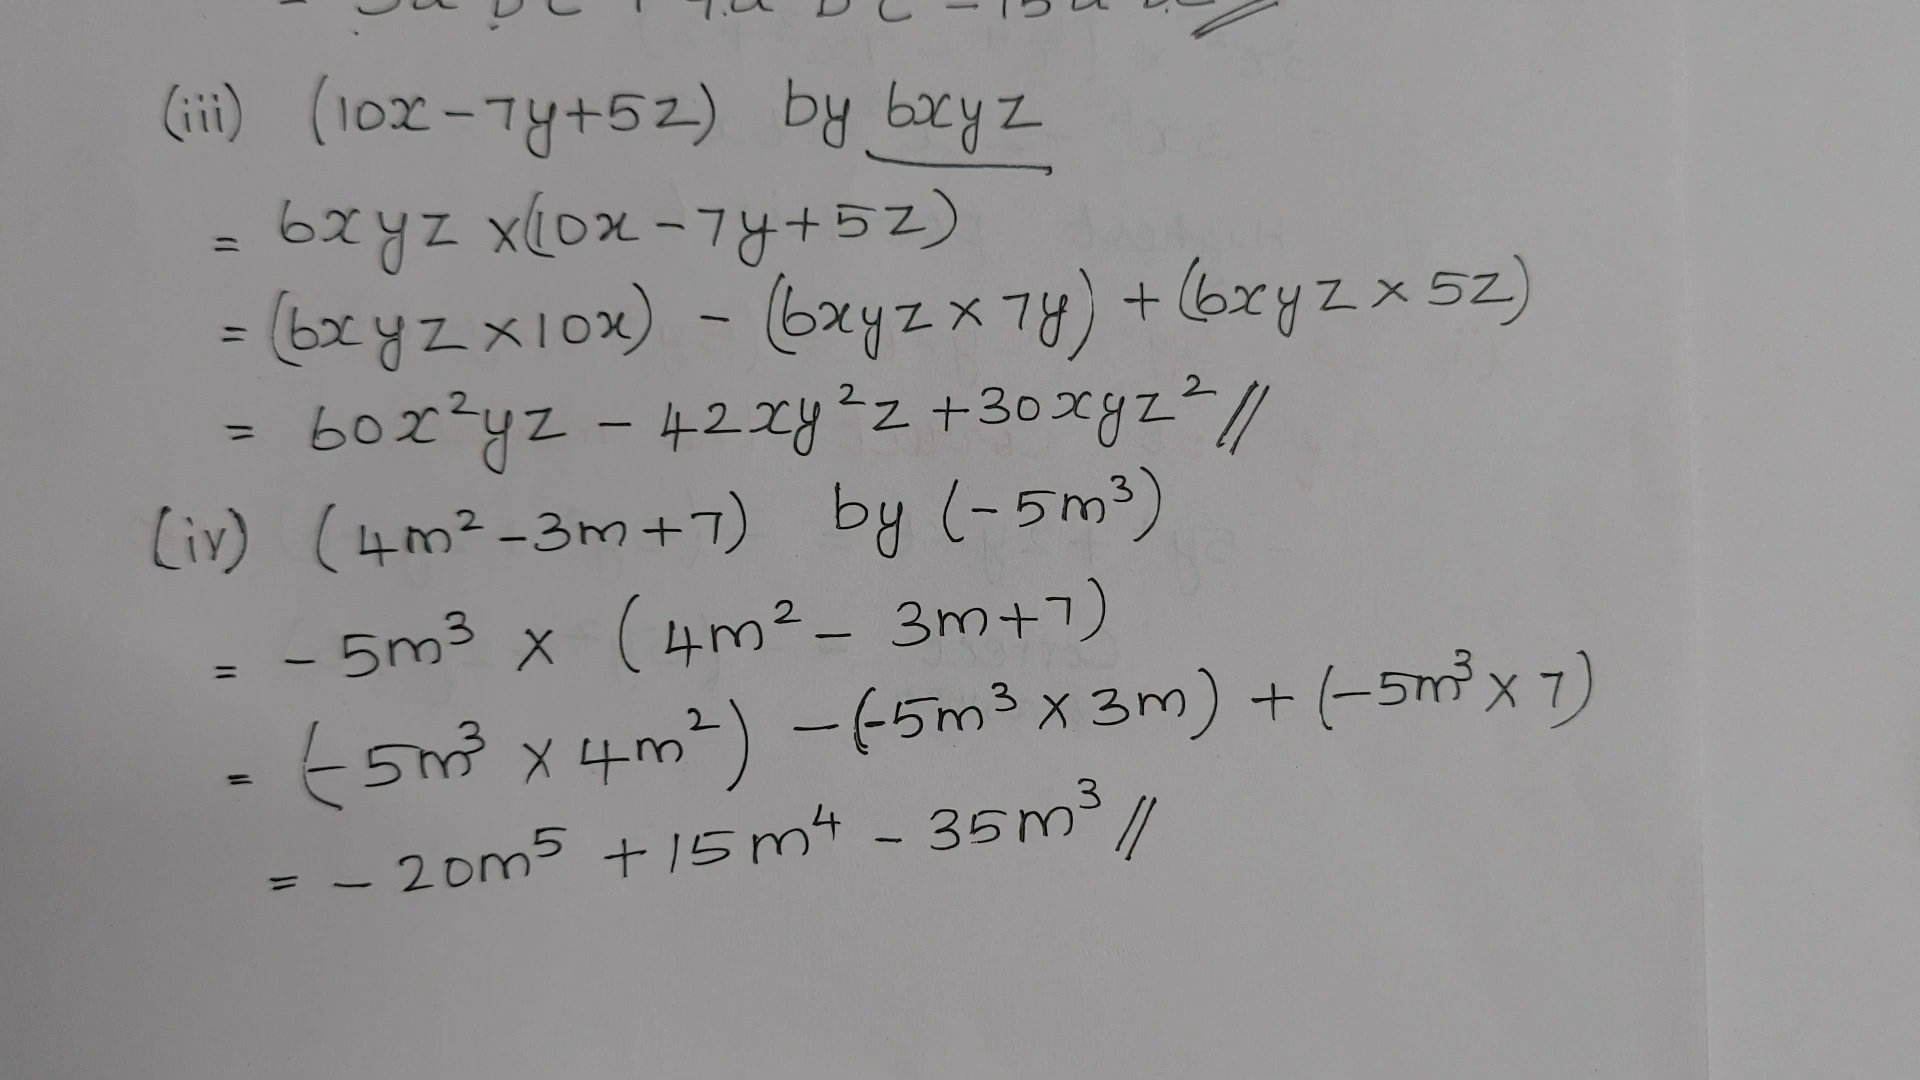 (iii) (10x-7y+5z) by 6xyz
= 6xyz x(10x-7y+5z)
= (6xyz x10x) - (6xyz x 7y) + (6xyz x 5z)
= 60x²yz - 42xy²z +30xyz² //
(iv) (4m²-3m+7) by (-5m³)
= -5m³ x (4m² - 3m+7)
= (-5m³ x 4m²) -(-5m³ x 3m) + (-5m³ x 7)
= - 20m⁵ +15m⁴ - 35m³ //